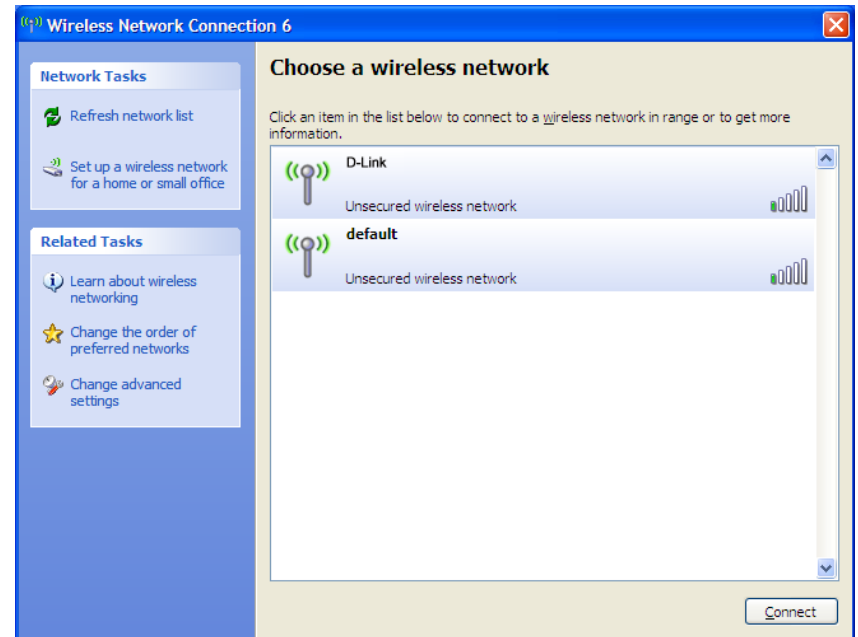 Wireless Network Connection 6
Network Tasks
Refresh network list
Set up a wireless network
for a home or small office
Related Tasks
Learn about wireless
networking
Change the order of
preferred networks
Change advanced
settings
Choose a wireless network
Click an item in the list below to connect to a wireless network in range or to get more
information.
D-Link
Unsecured wireless network
default
Unsecured wireless network
Connect